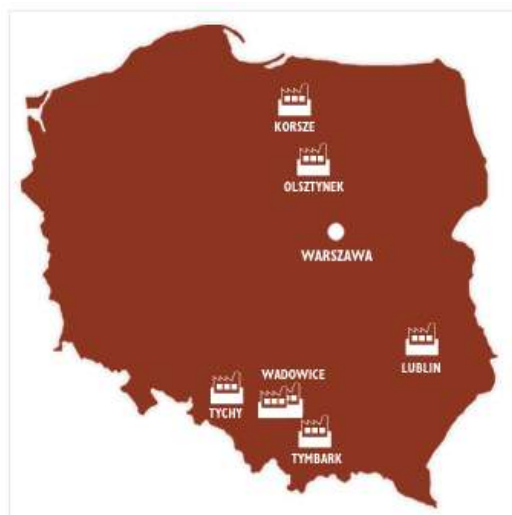 KORSZE
OLSZTYNEK
WARSZAWA
LUBLIN
WADOWICE
TYCHY
TYMBARK